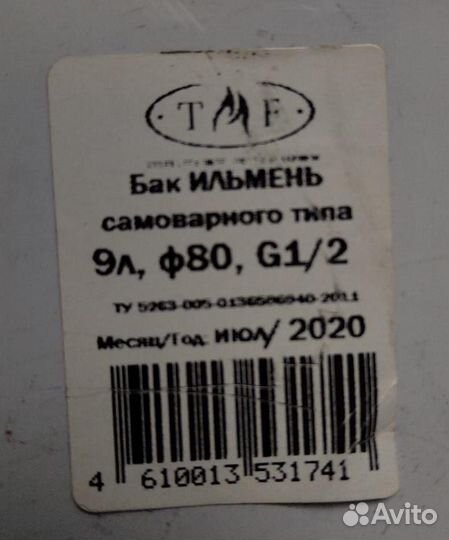 T M F
Бак ИЛЬМЕНЬ
самоварного типа
9л, ф80, G1/2
ТУ 5263-005-0136586940-2011
Месяц/Год: июл/ 2020
4 610013 531741
Avito